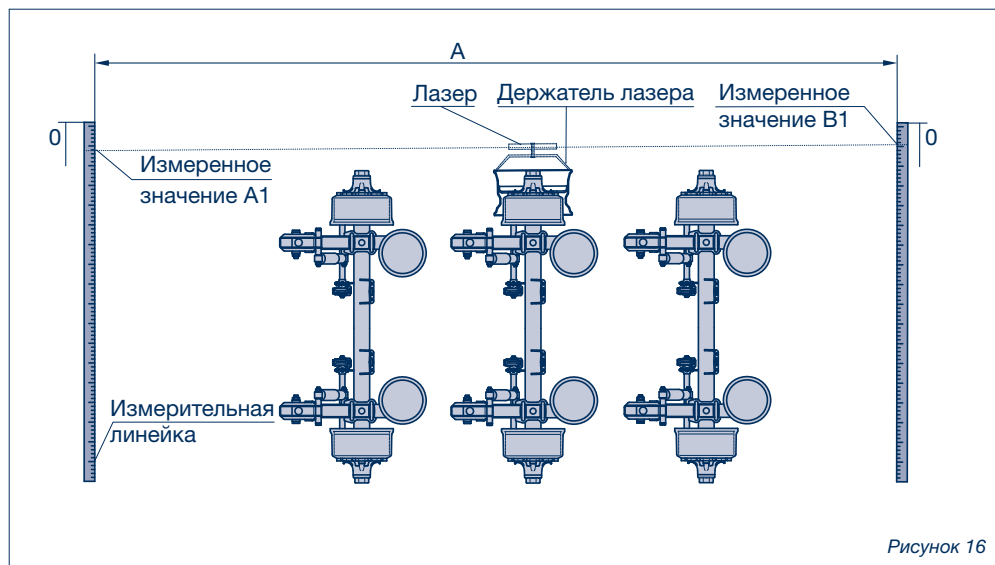 A
Лазер
Держатель лазера
Измеренное
значение B1
0
0
Измеренное
значение A1
Измерительная
линейка
Рисунок 16